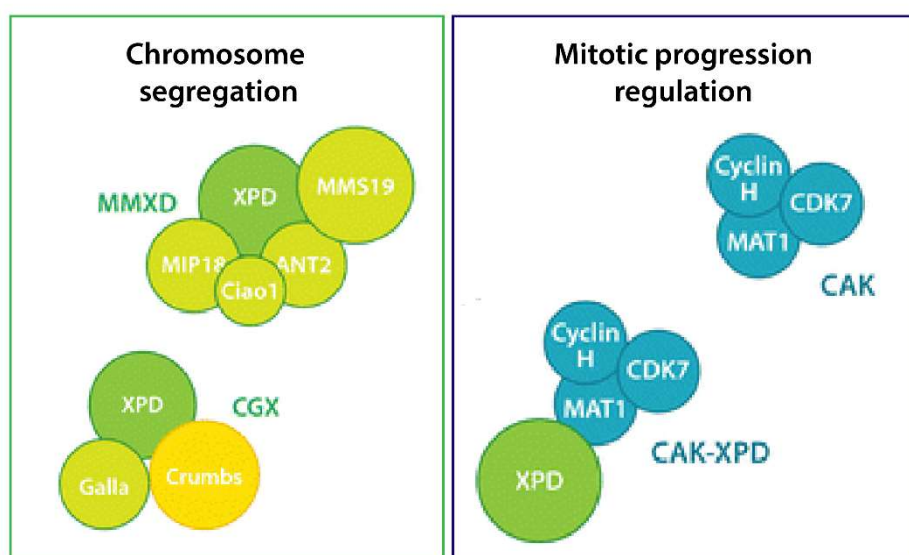 Chromosome
segregation
MMXD
XPD
MMS19
MIP18
ANT2
Ciao1
XPD
CGX
Galla
Crumbs
Mitotic progression
regulation
Cyclin
H
CDK7
MAT1
CAK
Cyclin
H
CDK7
MAT1
CAK-XPD
XPD